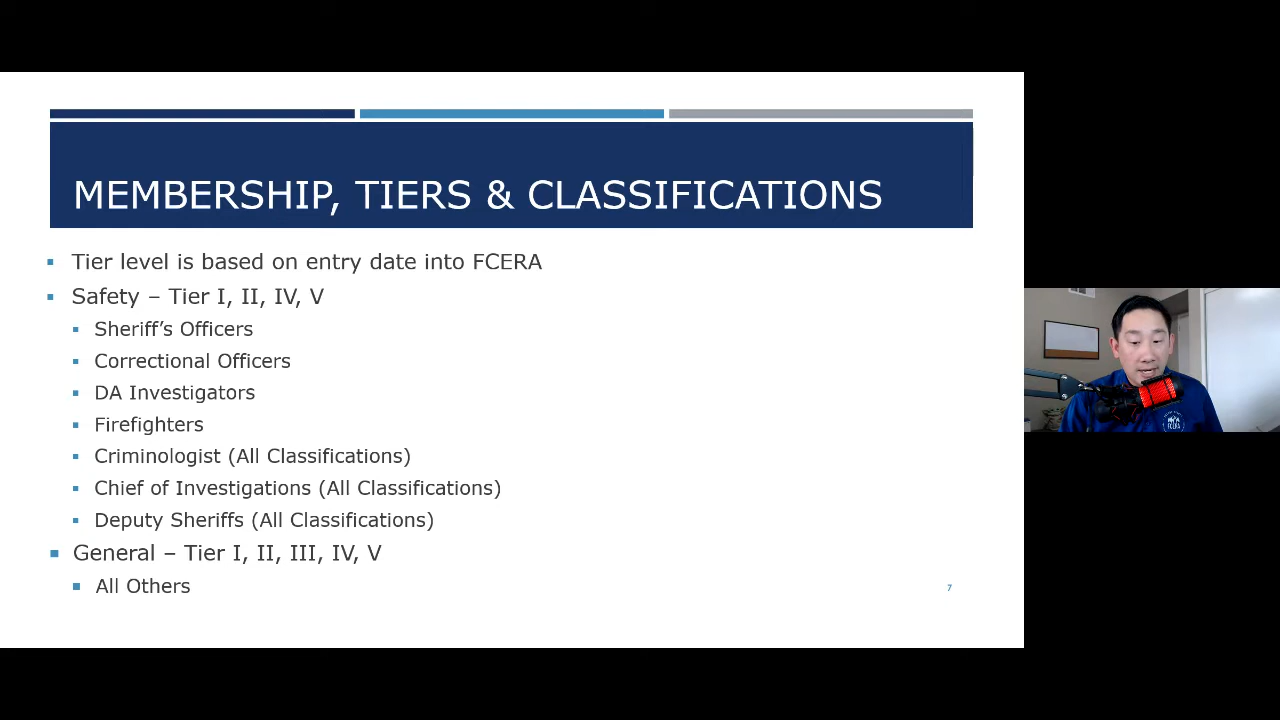 MEMBERSHIP, TIERS & CLASSIFICATIONS
Tier level is based on entry date into FCERA
Safety – Tier I, II, IV, V
Sheriff's Officers
Correctional Officers
DA Investigators
Firefighters
Criminologist (All Classifications)
Chief of Investigations (All Classifications)
Deputy Sheriffs (All Classifications)
General – Tier I, II, III, IV, V
All Others
7
FCERA